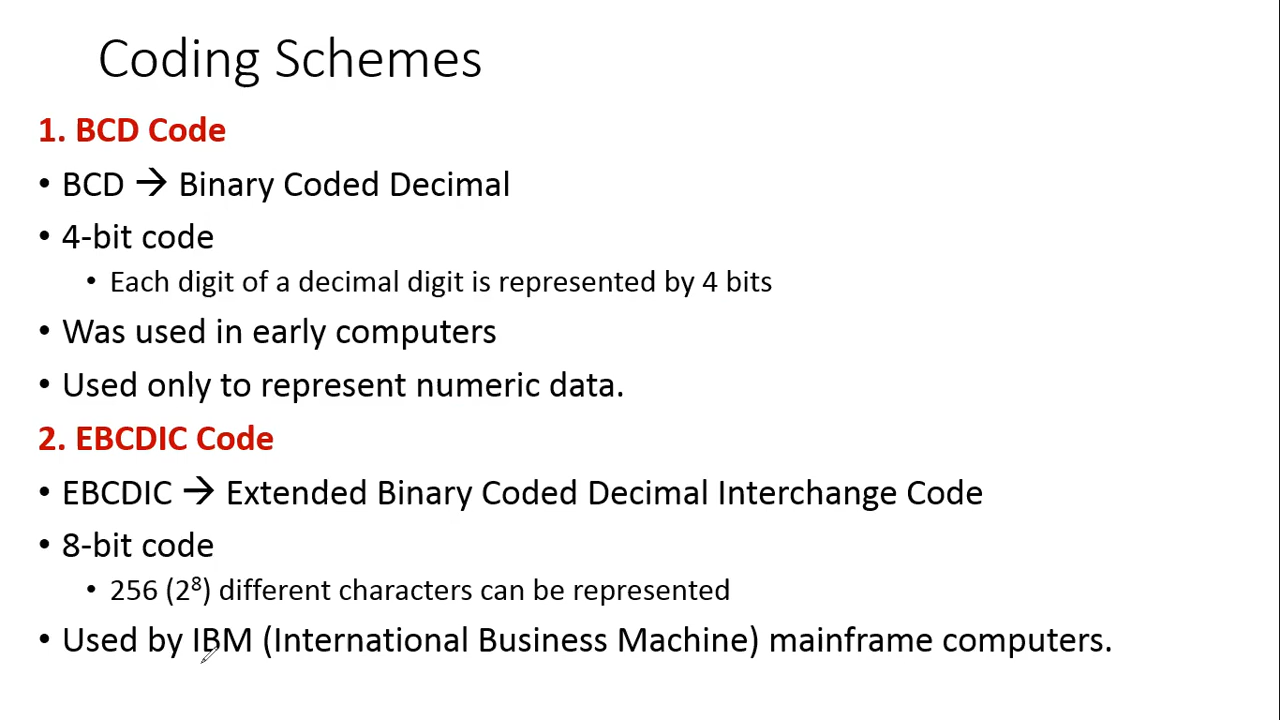 Coding Schemes
1. BCD Code
• BCD → Binary Coded Decimal
• 4-bit code
• Each digit of a decimal digit is represented by 4 bits
• Was used in early computers
• Used only to represent numeric data.
2. EBCDIC Code
• EBCDIC → Extended Binary Coded Decimal Interchange Code
• 8-bit code
• 256 (2⁸) different characters can be represented
• Used by IBM (International Business Machine) mainframe computers.